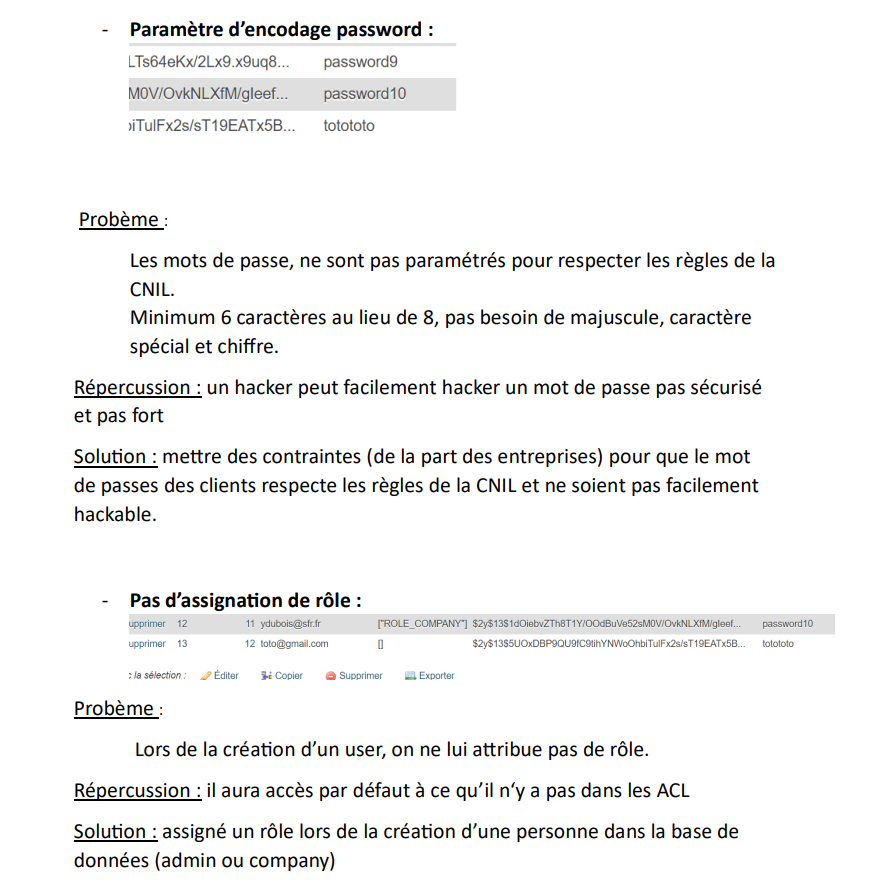 - Paramètre d’encodage password :
LTs64eKx/2Lx9.x9uq8... password9
M0V/OvkNLXfM/gleef... password10
oiTulFx2s/sT19EATx5B... totototo
Probème :
Les mots de passe, ne sont pas paramétrés pour respecter les règles de la
CNIL.
Minimum 6 caractères au lieu de 8, pas besoin de majuscule, caractère
spécial et chiffre.
Répercussion : un hacker peut facilement hacker un mot de passe pas sécurisé
et pas fort
Solution : mettre des contraintes (de la part des entreprises) pour que le mot
de passes des clients respecte les règles de la CNIL et ne soient pas facilement
hackable.
- Pas d’assignation de rôle :
upprimer 12 11 ydubois@sfr.fr ["ROLE_COMPANY"] $2y$13$1dOiebvZTh8T1Y/OOdBuVe52sM0V/OvkNLXfM/gleef... password10
upprimer 13 12 toto@gmail.com [] $2y$13$5UOxDBP9QU9fC9tihYNWoOhbiTulFx2s/sT19EATx5B... totototo
la sélection : Éditer Copier Supprimer Exporter
Probème :
Lors de la création d’un user, on ne lui attribue pas de rôle.
Répercussion : il aura accès par défaut à ce qu’il n‘y a pas dans les ACL
Solution : assigné un rôle lors de la création d’une personne dans la base de
données (admin ou company)